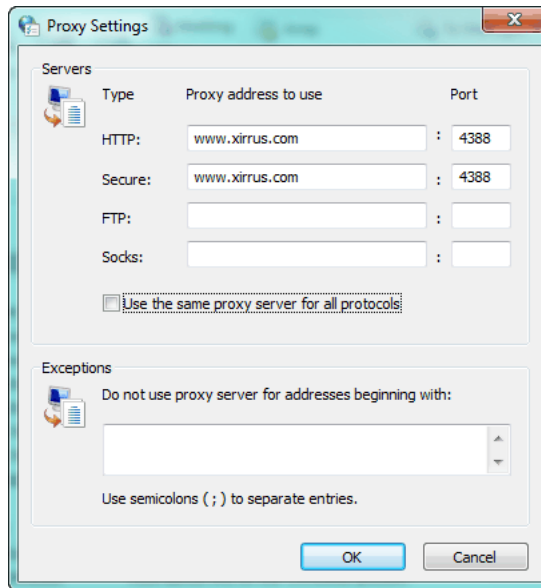 Proxy Settings
Servers
Type Proxy address to use Port
HTTP: www.xirrus.com : 4388
Secure: www.xirrus.com : 4388
FTP: :
Socks: :
Use the same proxy server for all protocols
Exceptions
Do not use proxy server for addresses beginning with:
Use semicolons ( ; ) to separate entries.
OK Cancel